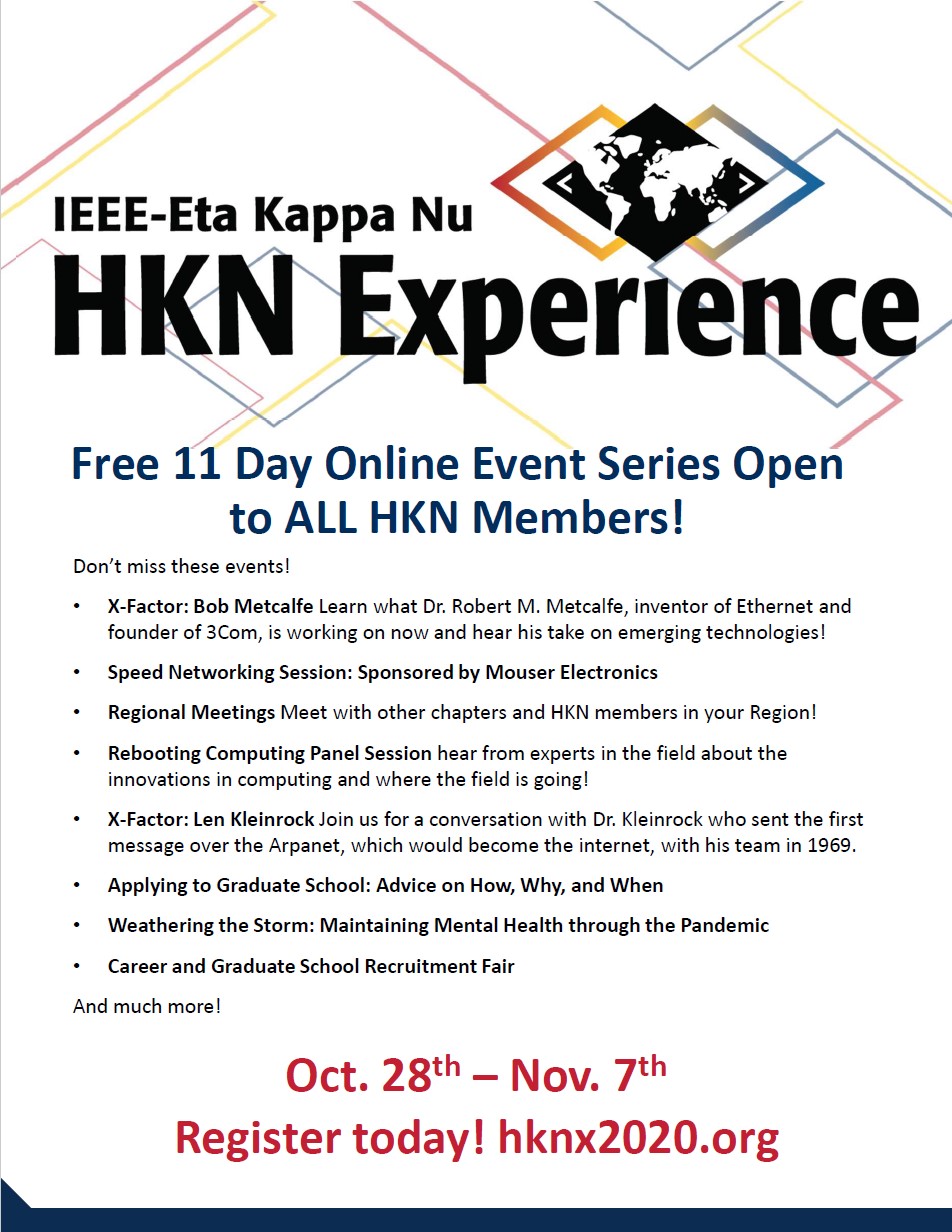 IEEE-Eta Kappa Nu
HKN Experience
Free 11 Day Online Event Series Open
to ALL HKN Members!
Don’t miss these events!
• X-Factor: Bob Metcalfe Learn what Dr. Robert M. Metcalfe, inventor of Ethernet and
founder of 3Com, is working on now and hear his take on emerging technologies!
• Speed Networking Session: Sponsored by Mouser Electronics
• Regional Meetings Meet with other chapters and HKN members in your Region!
• Rebooting Computing Panel Session hear from experts in the field about the
innovations in computing and where the field is going!
• X-Factor: Len Kleinrock Join us for a conversation with Dr. Kleinrock who sent the first
message over the Arpanet, which would become the internet, with his team in 1969.
• Applying to Graduate School: Advice on How, Why, and When
• Weathering the Storm: Maintaining Mental Health through the Pandemic
• Career and Graduate School Recruitment Fair
And much more!
Oct. 28th – Nov. 7th
Register today! hknx2020.org